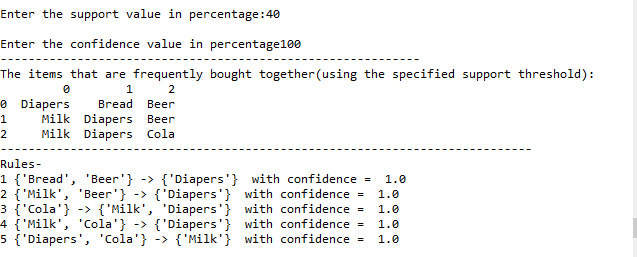 Enter the support value in percentage:40
Enter the confidence value in percentage100
------------------------------------------------------------
The items that are frequently bought together(using the specified support threshold):
         0        1     2
0  Diapers    Bread  Beer
1     Milk  Diapers  Beer
2     Milk  Diapers  Cola
----------------------------------------------------------------------------
Rules-
1 {'Bread', 'Beer'} -> {'Diapers'}  with confidence =  1.0
2 {'Milk', 'Beer'} -> {'Diapers'}  with confidence =  1.0
3 {'Cola'} -> {'Milk', 'Diapers'}  with confidence =  1.0
4 {'Milk', 'Cola'} -> {'Diapers'}  with confidence =  1.0
5 {'Diapers', 'Cola'} -> {'Milk'}  with confidence =  1.0